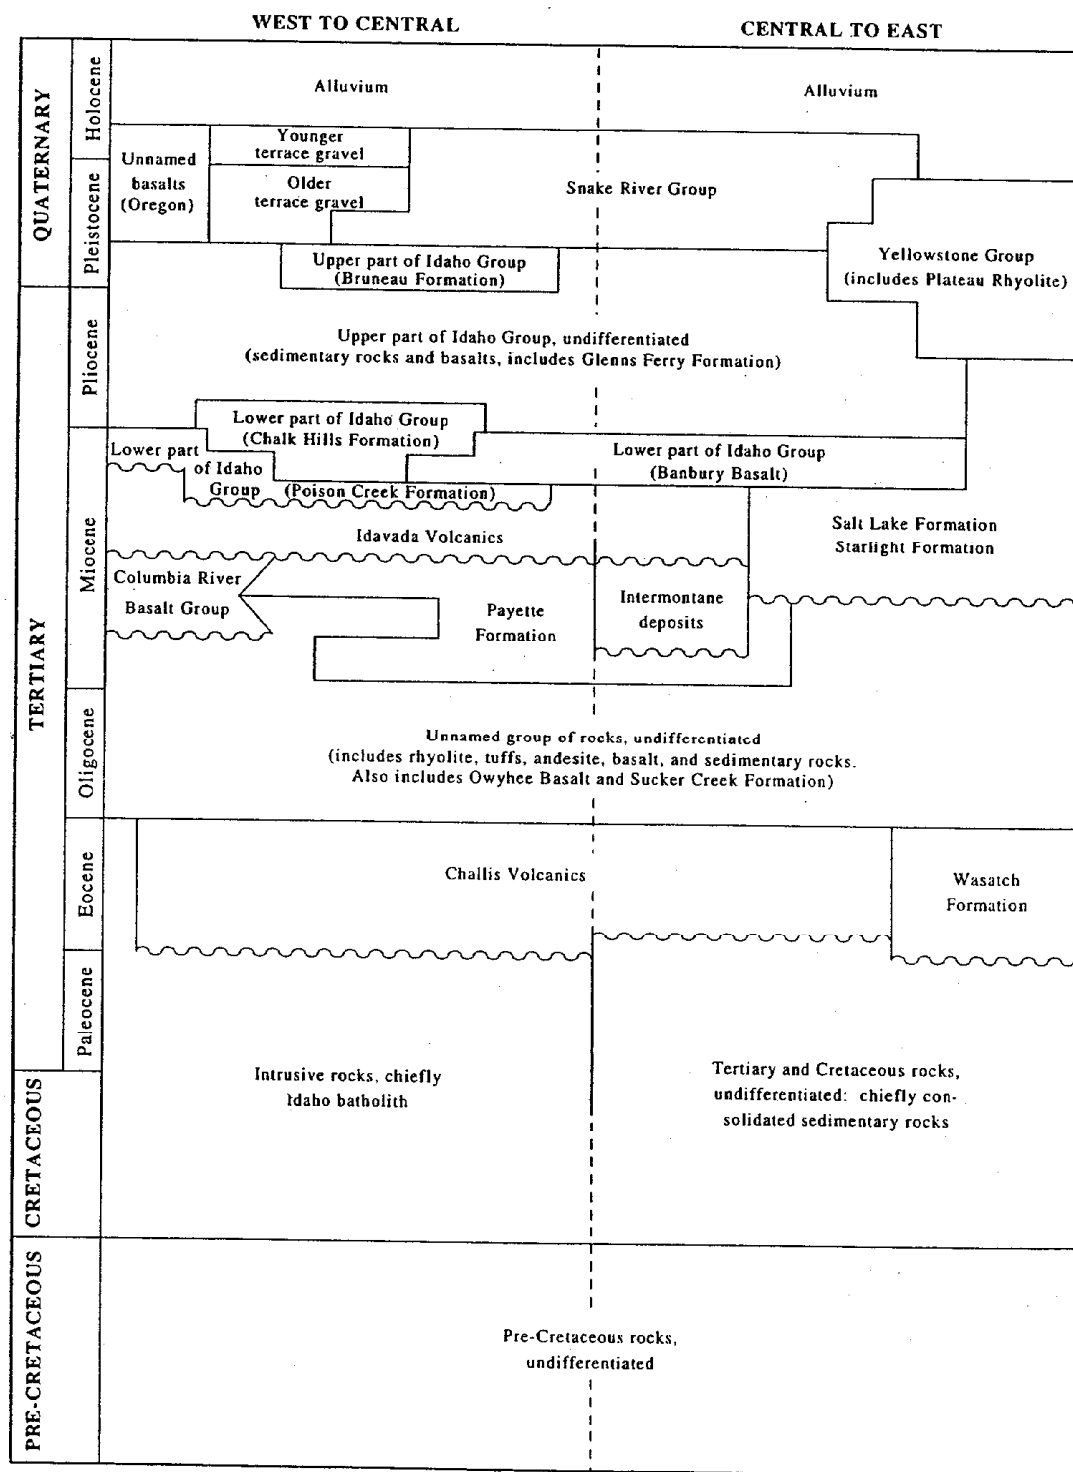 WEST TO CENTRAL
CENTRAL TO EAST
QUATERNARY
Holocene
Pleistocene
TERTIARY
Pliocene
Miocene
Oligocene
Eocene
Paleocene
CRETACEOUS
PRE-CRETACEOUS
Alluvium
Alluvium
Unnamed
basalts
(Oregon)
Younger
terrace gravel
Older
terrace gravel
Snake River Group
Yellowstone Group
(includes Plateau Rhyolite)
Upper part of Idaho Group
(Bruneau Formation)
Upper part of Idaho Group, undifferentiated
(sedimentary rocks and basalts, includes Glenns Ferry Formation)
Lower part of Idaho Group
(Chalk Hills Formation)
Lower part
of Idaho
Group (Poison Creek Formation)
Lower part of Idaho Group
(Banbury Basalt)
Salt Lake Formation
Starlight Formation
Idavada Volcanics
Columbia River
Basalt Group
Payette
Formation
Intermontane
deposits
Unnamed group of rocks, undifferentiated
(includes rhyolite, tuffs, andesite, basalt, and sedimentary rocks.
Also includes Owyhee Basalt and Sucker Creek Formation)
Challis Volcanics
Wasatch
Formation
Intrusive rocks, chiefly
Idaho batholith
Tertiary and Cretaceous rocks,
undifferentiated: chiefly con-
solidated sedimentary rocks
Pre-Cretaceous rocks,
undifferentiated